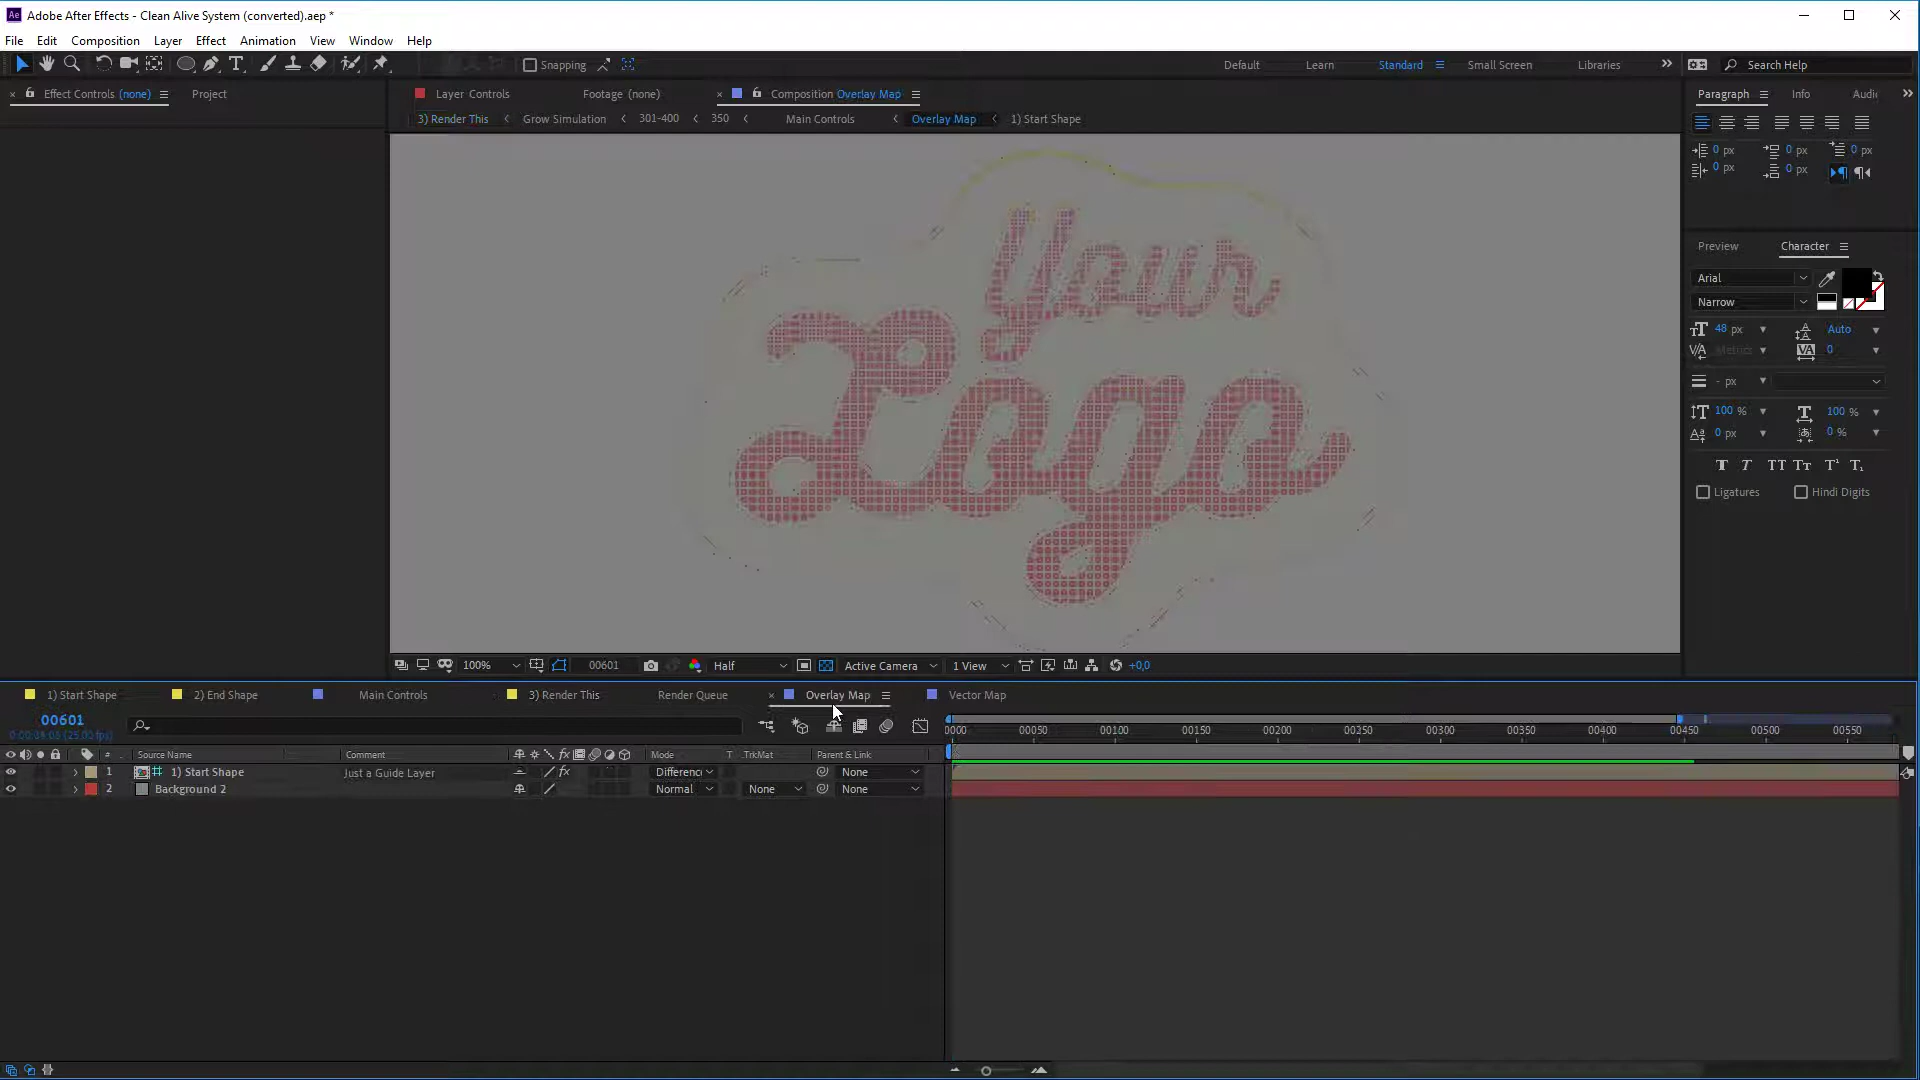 Adobe After Effects - Clean Alive System (converted).aep *
File Edit Composition Layer Effect Animation View Window Help
Snapping
Default Learn Standard Small Screen Libraries Search Help
Effect Controls (none) Project
Layer Controls Footage (none) Composition Overlay Map
3) Render This Grow Simulation 301-400 350 Main Controls Overlay Map 1) Start Shape
Paragraph Info Audi
0 px 0 px 0 px
0 px 0 px
Your
Logo
Preview Character
Arial
Narrow
48 px Auto
Metrics 0
- px
100 % 100 %
0 px 0 %
Ligatures Hindi Digits
100% 00601 Half Active Camera 1 View +0,0
1) Start Shape 2) End Shape Main Controls 3) Render This Render Queue Overlay Map Vector Map
00601
# Source Name Comment Mode T TrkMat Parent & Link
0000 00050 00100 00150 00200 00250 00300 00350 00400 00450 00500 00550
1 1) Start Shape Just a Guide Layer Differenc None
2 Background 2 Normal None None